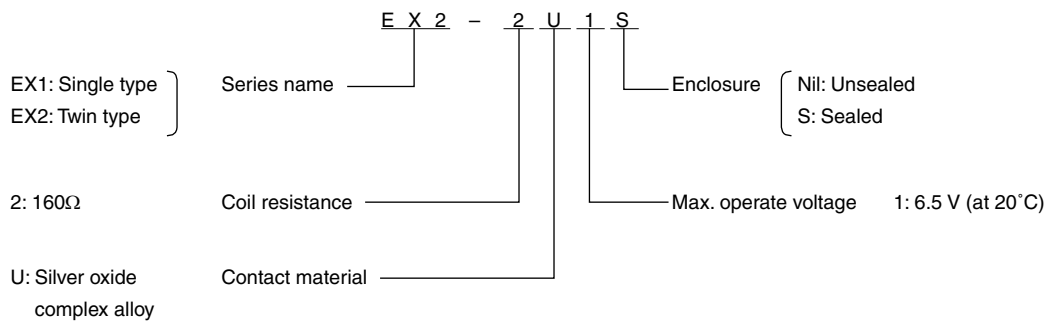 E X 2 – 2 U 1 S
EX1: Single type
EX2: Twin type
Series name
Enclosure
Nil: Unsealed
S: Sealed
2: 160Ω
Coil resistance
Max. operate voltage
1: 6.5 V (at 20˚C)
U: Silver oxide
complex alloy
Contact material